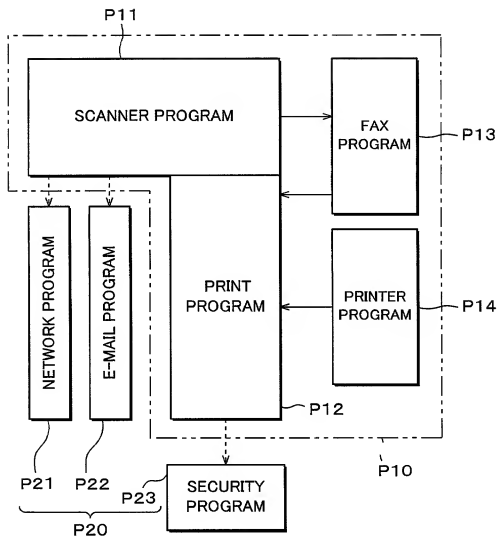 P11
SCANNER PROGRAM
FAX
PROGRAM
P13
NETWORK PROGRAM
E-MAIL PROGRAM
PRINT
PROGRAM
PRINTER
PROGRAM
P14
P12
P10
P21
P22
P23
SECURITY
PROGRAM
P20